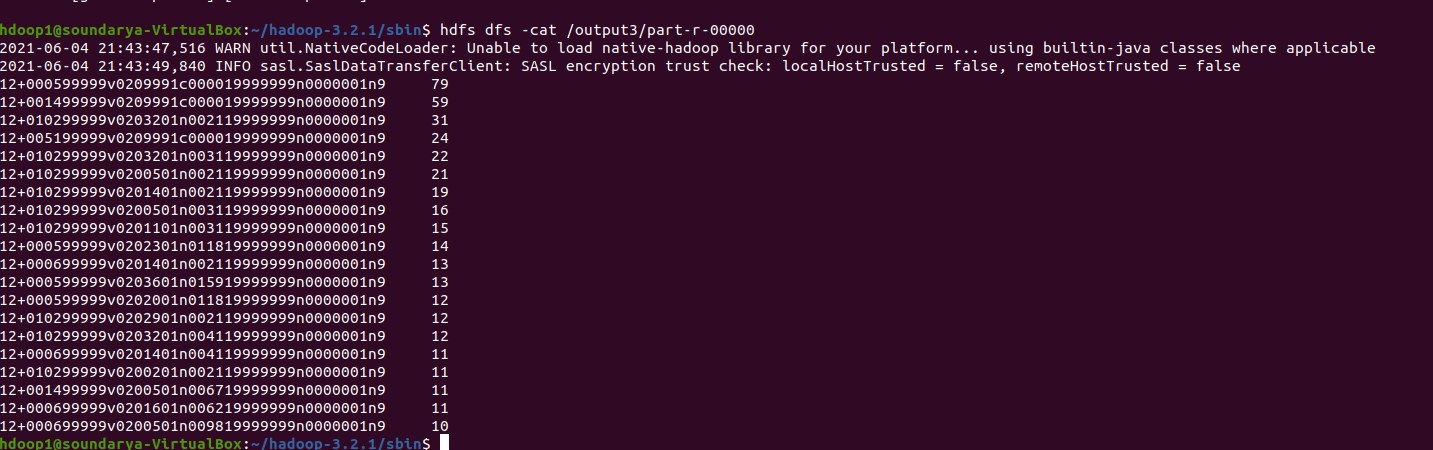 hdoop1@soundarya-VirtualBox:~/hadoop-3.2.1/sbin$ hdfs dfs -cat /output3/part-r-00000
2021-06-04 21:43:47,516 WARN util.NativeCodeLoader: Unable to load native-hadoop library for your platform... using builtin-java classes where applicable
2021-06-04 21:43:49,840 INFO sasl.SaslDataTransferClient: SASL encryption trust check: localHostTrusted = false, remoteHostTrusted = false
12+000599999v0209991c000019999999n0000001n9 79
12+001499999v0209991c000019999999n0000001n9 59
12+010299999v0203201n002119999999n0000001n9 31
12+005199999v0209991c000019999999n0000001n9 24
12+010299999v0203201n003119999999n0000001n9 22
12+010299999v0200501n002119999999n0000001n9 21
12+010299999v0201401n002119999999n0000001n9 19
12+010299999v0200501n003119999999n0000001n9 16
12+010299999v0201101n003119999999n0000001n9 15
12+000599999v0202301n011819999999n0000001n9 14
12+000699999v0201401n002119999999n0000001n9 13
12+000599999v0203601n015919999999n0000001n9 13
12+000599999v0202001n011819999999n0000001n9 12
12+010299999v0202901n002119999999n0000001n9 12
12+010299999v0203201n004119999999n0000001n9 12
12+000699999v0201401n004119999999n0000001n9 11
12+010299999v0200201n002119999999n0000001n9 11
12+001499999v0200501n006719999999n0000001n9 11
12+000699999v0201601n006219999999n0000001n9 11
12+000699999v0200501n009819999999n0000001n9 10
hdoop1@soundarya-VirtualBox:~/hadoop-3.2.1/sbin$